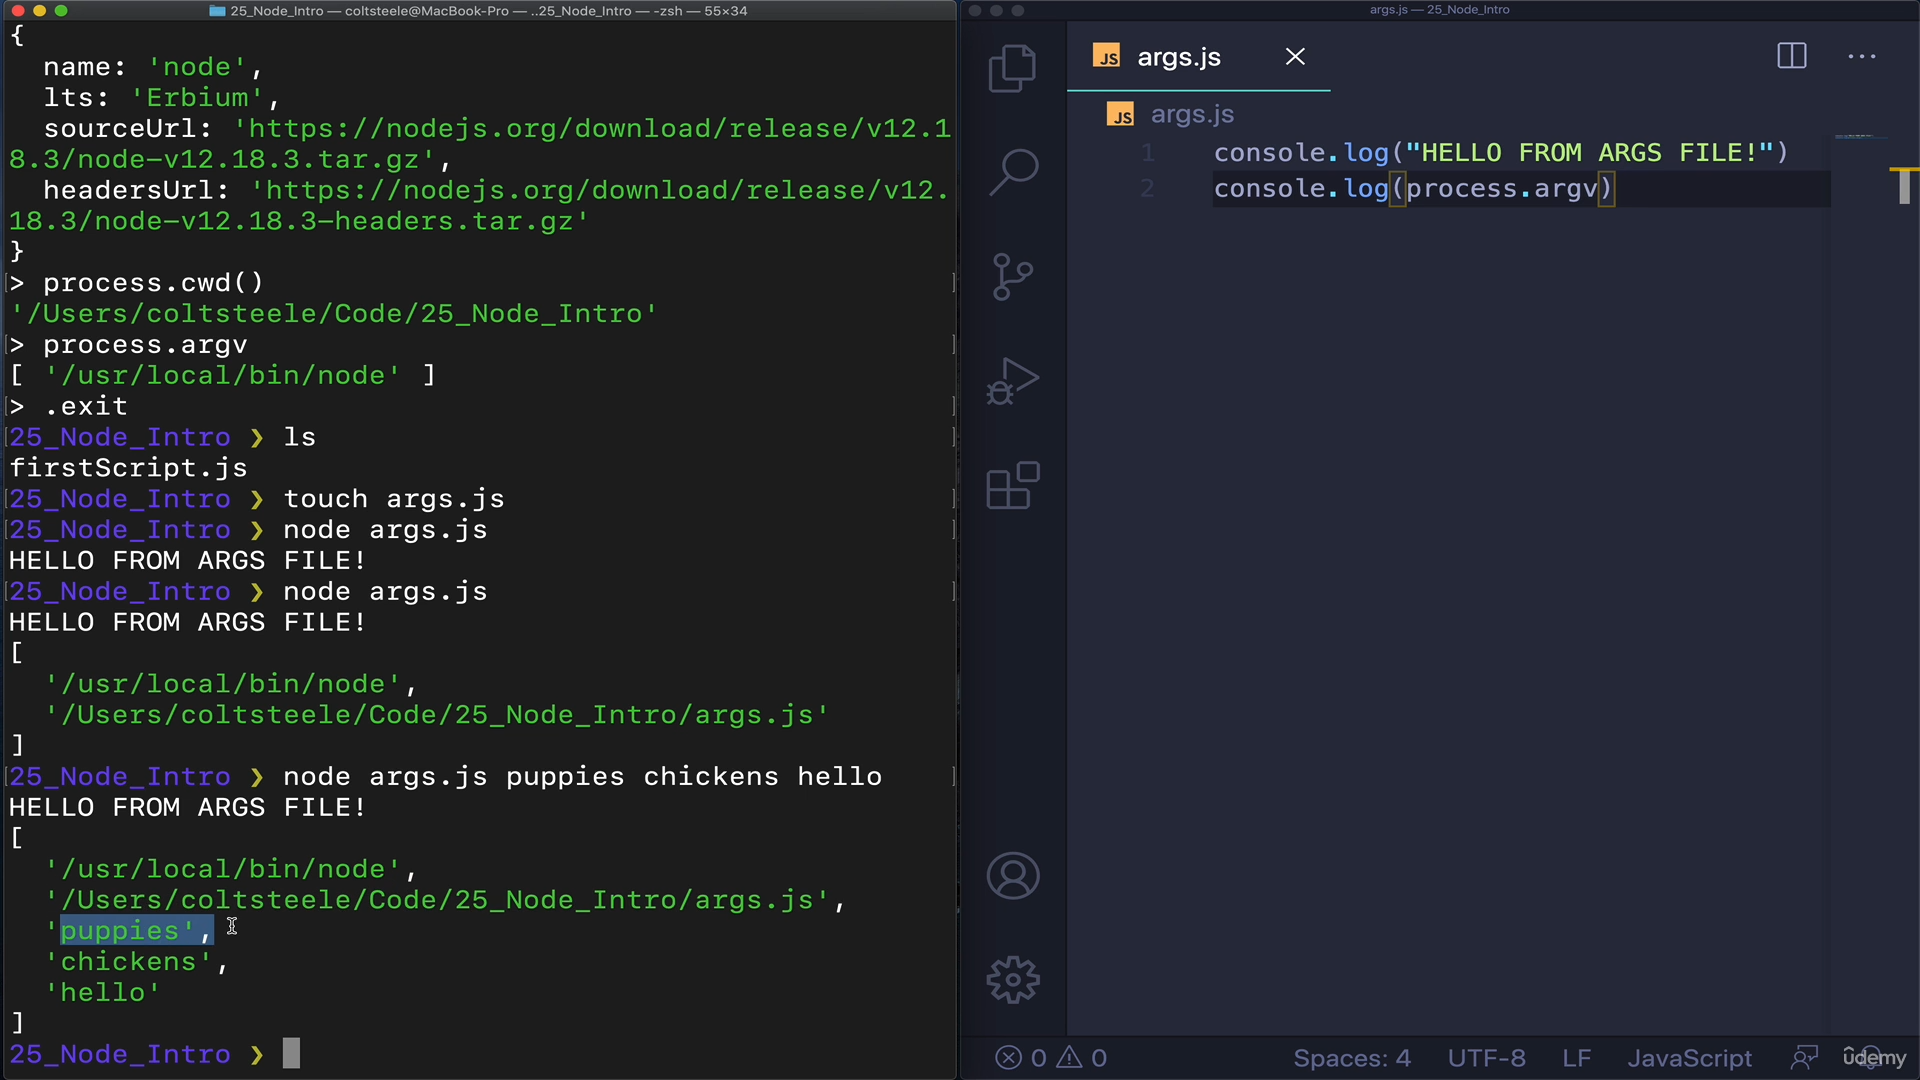 25_Node_Intro — coltsteele@MacBook-Pro — ..25_Node_Intro — -zsh — 55×34
{
  name: 'node',
  lts: 'Erbium',
  sourceUrl: 'https://nodejs.org/download/release/v12.1
8.3/node-v12.18.3.tar.gz',
  headersUrl: 'https://nodejs.org/download/release/v12.
18.3/node-v12.18.3-headers.tar.gz'
}
> process.cwd()
'/Users/coltsteele/Code/25_Node_Intro'
> process.argv
[ '/usr/local/bin/node' ]
> .exit
25_Node_Intro ❯ ls
firstScript.js
25_Node_Intro ❯ touch args.js
25_Node_Intro ❯ node args.js
HELLO FROM ARGS FILE!
25_Node_Intro ❯ node args.js
HELLO FROM ARGS FILE!
[
  '/usr/local/bin/node',
  '/Users/coltsteele/Code/25_Node_Intro/args.js'
]
25_Node_Intro ❯ node args.js puppies chickens hello
HELLO FROM ARGS FILE!
[
  '/usr/local/bin/node',
  '/Users/coltsteele/Code/25_Node_Intro/args.js',
  'puppies',
  'chickens',
  'hello'
]
25_Node_Intro ❯
args.js — 25_Node_Intro
JS args.js
JS args.js
1 console.log("HELLO FROM ARGS FILE!")
2 console.log(process.argv)
0 0 Spaces: 4 UTF-8 LF JavaScript
ûdemy